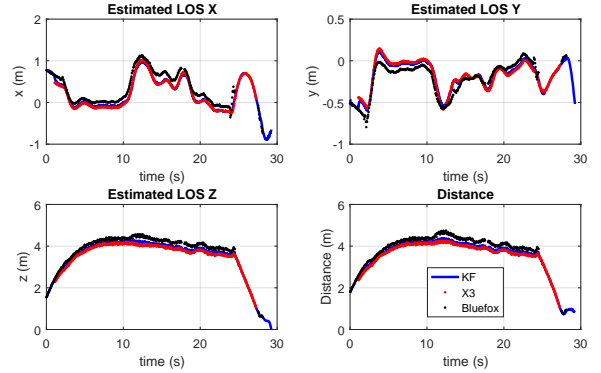 Estimated LOS X
2
1
0
-1
x (m)
0 10 20 30
time (s)
Estimated LOS Y
0.5
0
-0.5
-1
y (m)
0 10 20 30
time (s)
Estimated LOS Z
6
4
2
0
z (m)
0 10 20 30
time (s)
Distance
6
4
2
0
Distance (m)
KF
X3
Bluefox
0 10 20 30
time (s)